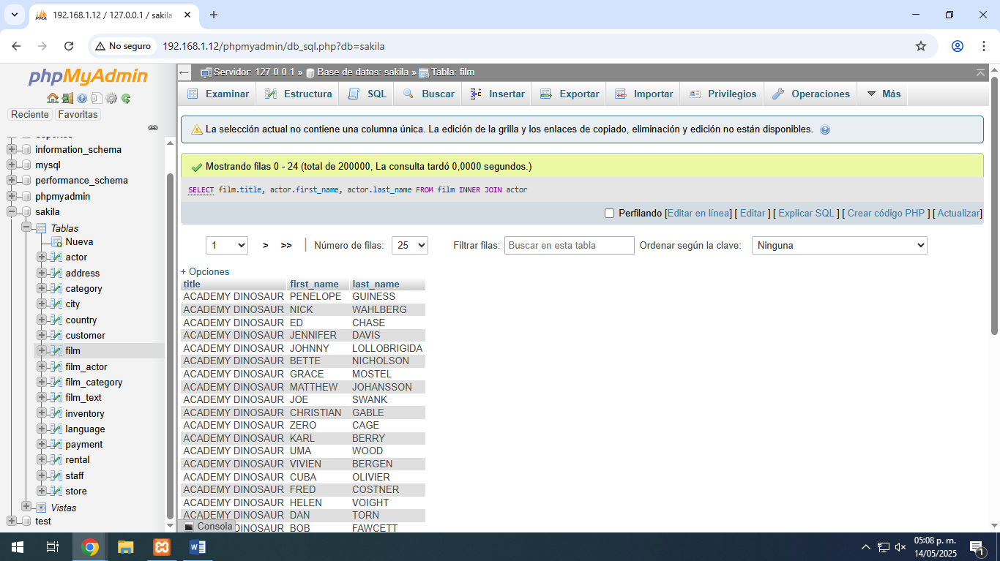 192.168.1.12 / 127.0.0.1 / sakila
No seguro
192.168.1.12/phpmyadmin/db_sql.php?db=sakila
phpMyAdmin
Reciente
Favoritas
information_schema
mysql
performance_schema
phpmyadmin
sakila
Tablas
Nueva
actor
address
category
city
country
customer
film
film_actor
film_category
film_text
inventory
language
payment
rental
staff
store
Vistas
test
Servidor: 127.0.0.1 » Base de datos: sakila » Tabla: film
Examinar Estructura SQL Buscar Insertar Exportar Importar Privilegios Operaciones Más
La selección actual no contiene una columna única. La edición de la grilla y los enlaces de copiado, eliminación y edición no están disponibles.
Mostrando filas 0 - 24 (total de 200000, La consulta tardó 0,0000 segundos.)
SELECT film.title, actor.first_name, actor.last_name FROM film INNER JOIN actor
Perfilando [Editar en línea] [ Editar ] [ Explicar SQL ] [ Crear código PHP ] [ Actualizar]
1 > >> | Número de filas: 25 Filtrar filas: Buscar en esta tabla Ordenar según la clave: Ninguna
+ Opciones
title first_name last_name
ACADEMY DINOSAUR PENELOPE GUINESS
ACADEMY DINOSAUR NICK WAHLBERG
ACADEMY DINOSAUR ED CHASE
ACADEMY DINOSAUR JENNIFER DAVIS
ACADEMY DINOSAUR JOHNNY LOLLOBRIGIDA
ACADEMY DINOSAUR BETTE NICHOLSON
ACADEMY DINOSAUR GRACE MOSTEL
ACADEMY DINOSAUR MATTHEW JOHANSSON
ACADEMY DINOSAUR JOE SWANK
ACADEMY DINOSAUR CHRISTIAN GABLE
ACADEMY DINOSAUR ZERO CAGE
ACADEMY DINOSAUR KARL BERRY
ACADEMY DINOSAUR UMA WOOD
ACADEMY DINOSAUR VIVIEN BERGEN
ACADEMY DINOSAUR CUBA OLIVIER
ACADEMY DINOSAUR FRED COSTNER
ACADEMY DINOSAUR HELEN VOIGHT
ACADEMY DINOSAUR DAN TORN
DINOSAUR BOB FAWCETT
Consola
05:08 p. m.
14/05/2025
1